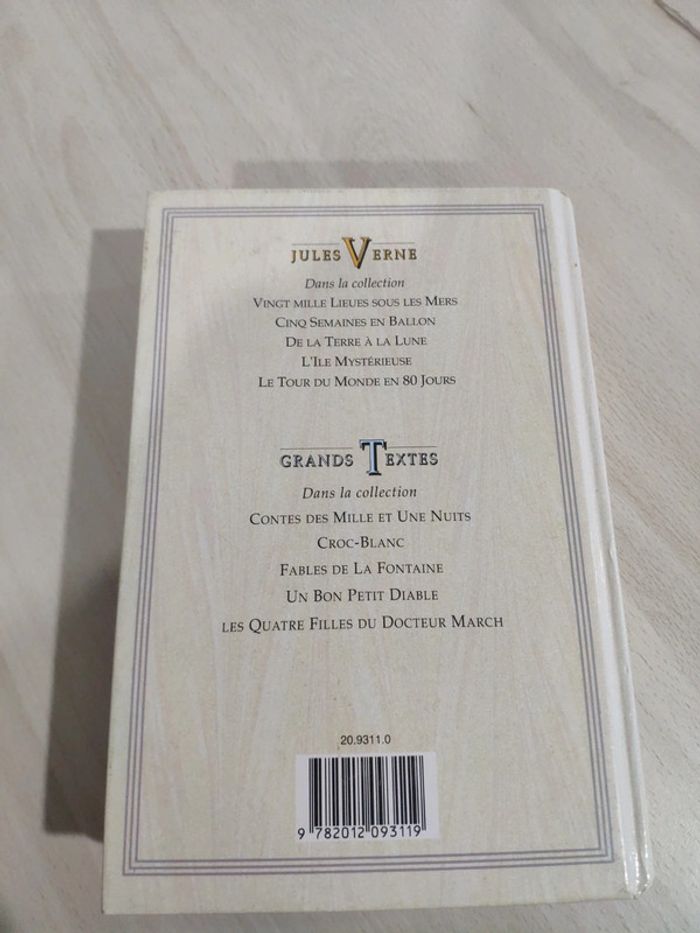 JULES VERNE
Dans la collection
VINGT MILLE LIEUES SOUS LES MERS
CINQ SEMAINES EN BALLON
DE LA TERRE À LA LUNE
L'ILE MYSTÉRIEUSE
LE TOUR DU MONDE EN 80 JOURS
GRANDS TEXTES
Dans la collection
CONTES DES MILLE ET UNE NUITS
CROC-BLANC
FABLES DE LA FONTAINE
UN BON PETIT DIABLE
LES QUATRE FILLES DU DOCTEUR MARCH
20.9311.0
9 782012 093119